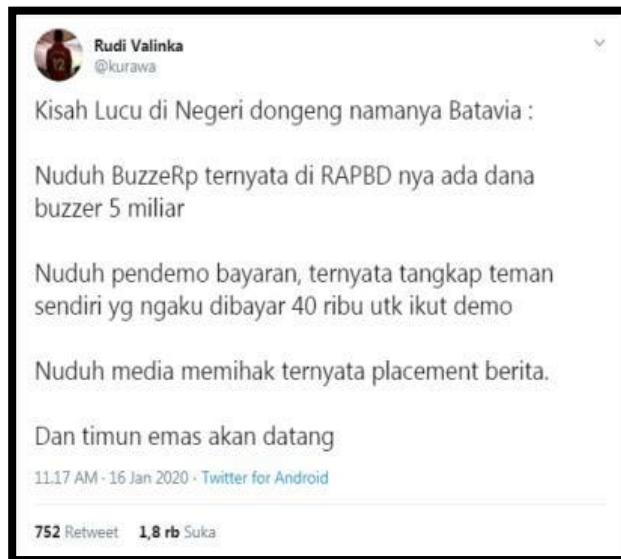 Rudi Valinka
@kurawa
Kisah Lucu di Negeri dongeng namanya Batavia :
Nuduh BuzzeRp ternyata di RAPBD nya ada dana
buzzer 5 miliar
Nuduh pendemo bayaran, ternyata tangkap teman
sendiri yg ngaku dibayar 40 ribu utk ikut demo
Nuduh media memihak ternyata placement berita.
Dan timun emas akan datang
11.17 AM · 16 Jan 2020 · Twitter for Android
752 Retweet 1,8 rb Suka